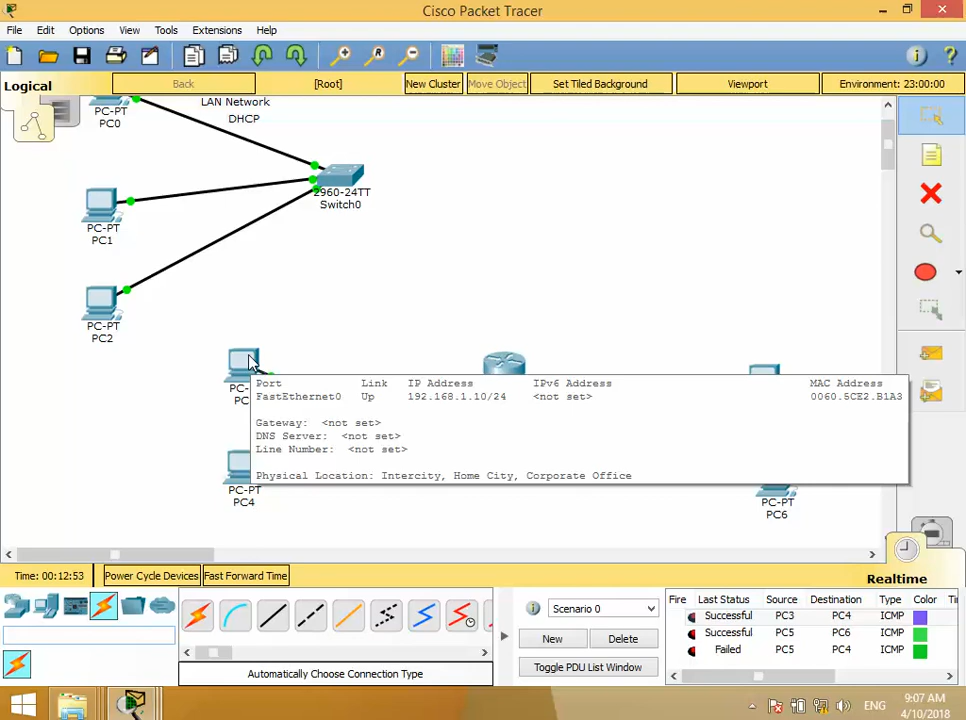 Cisco Packet Tracer
File Edit Options View Tools Extensions Help
Logical Back [Root] New Cluster Move Object Set Tiled Background Viewport Environment: 23:00:00
LAN Network
DHCP
PC-PT
PC0
2960-24TT
Switch0
PC-PT
PC1
PC-PT
PC2
PC-
PC
Port Link IP Address IPv6 Address MAC Address
FastEthernet0 Up 192.168.1.10/24 <not set> 0060.5CE2.B1A3
Gateway: <not set>
DNS Server: <not set>
Line Number: <not set>
Physical Location: Intercity, Home City, Corporate Office
PC-PT
PC4
PC-PT
PC6
Time: 00:12:53 Power Cycle Devices Fast Forward Time Realtime
Scenario 0
New Delete
Toggle PDU List Window
Automatically Choose Connection Type
Fire Last Status Source Destination Type Color
Successful PC3 PC4 ICMP
Successful PC5 PC6 ICMP
Failed PC5 PC4 ICMP
ENG
9:07 AM
4/10/2018